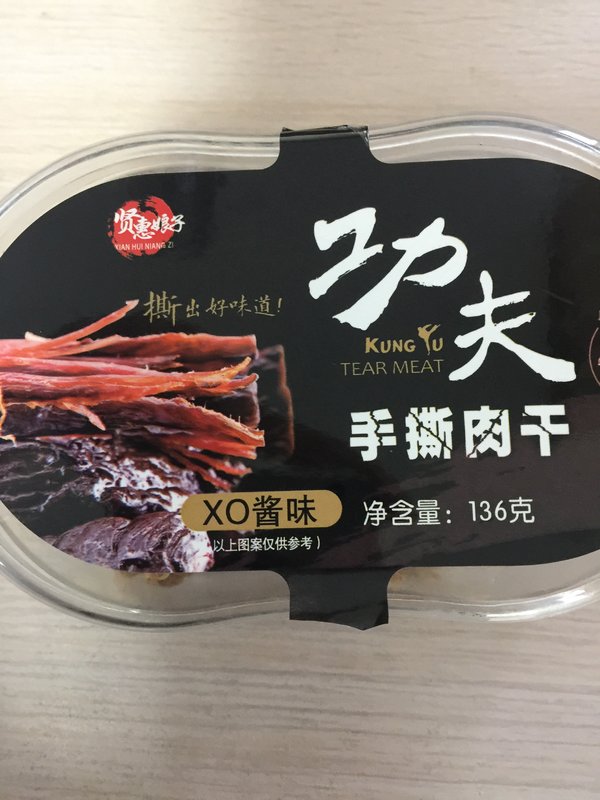 贤惠娘子
XIAN HUI NIANG ZI
撕出好味道!
功夫
KUNG FU
TEAR MEAT
手撕肉干
XO酱味
净含量：136克
(以上图案仅供参考)